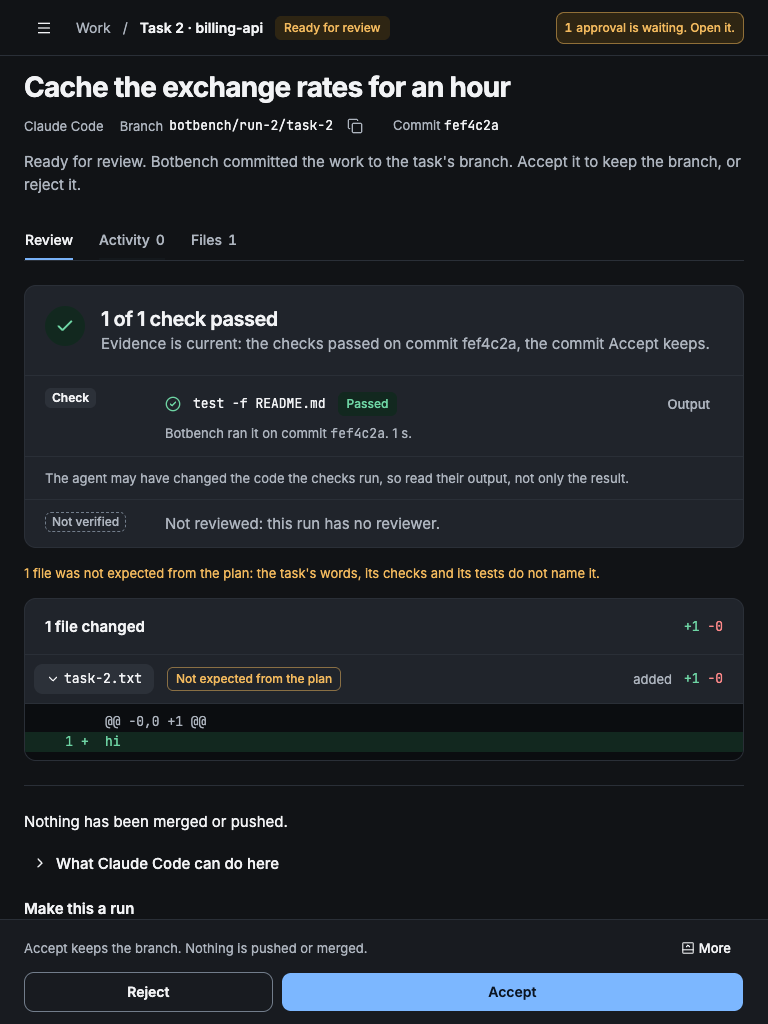 Work / Task 2 · billing-api Ready for review 1 approval is waiting. Open it.
Cache the exchange rates for an hour
Claude Code Branch botbench/run-2/task-2 Commit fef4c2a
Ready for review. Botbench committed the work to the task's branch. Accept it to keep the branch, or
reject it.
Review Activity 0 Files 1
1 of 1 check passed
Evidence is current: the checks passed on commit fef4c2a, the commit Accept keeps.
Check test -f README.md Passed Output
Botbench ran it on commit fef4c2a. 1 s.
The agent may have changed the code the checks run, so read their output, not only the result.
Not verified Not reviewed: this run has no reviewer.
1 file was not expected from the plan: the task's words, its checks and its tests do not name it.
1 file changed +1 -0
task-2.txt Not expected from the plan added +1 -0
@@ -0,0 +1 @@
1 + hi
Nothing has been merged or pushed.
What Claude Code can do here
Make this a run
Accept keeps the branch. Nothing is pushed or merged. More
Reject Accept